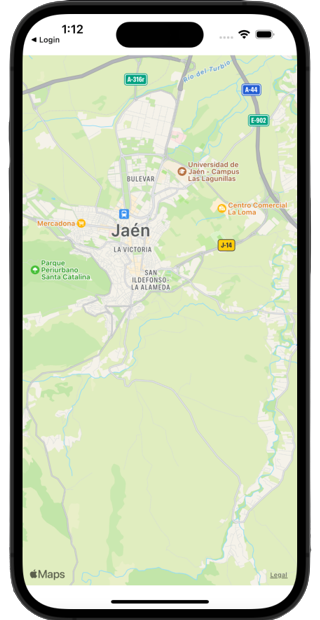 1:12
◀ Login
A-316r
Río del Turbio
A-44
E-902
Universidad de
Jaén - Campus
Las Lagunillas
BULEVAR
Centro Comercial
La Loma
Mercadona
Jaén
J-14
LA VICTORIA
Parque
Periurbano
Santa Catalina
SAN
ILDEFONSO-
LA ALAMEDA
Maps
Legal